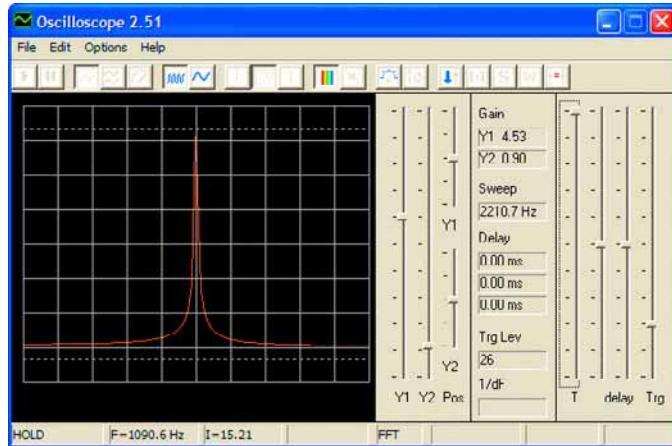 Oscilloscope 2.51
File Edit Options Help
Gain
Y1 4.53
Y2 0.90
Sweep
2210.7 Hz
Y1
Delay
0.00 ms
0.00 ms
0.00 ms
Trg Lev
26
Y2
1/dF
Y1 Y2 Pos
T delay Trg
HOLD F=1090.6 Hz I=15.21 FFT